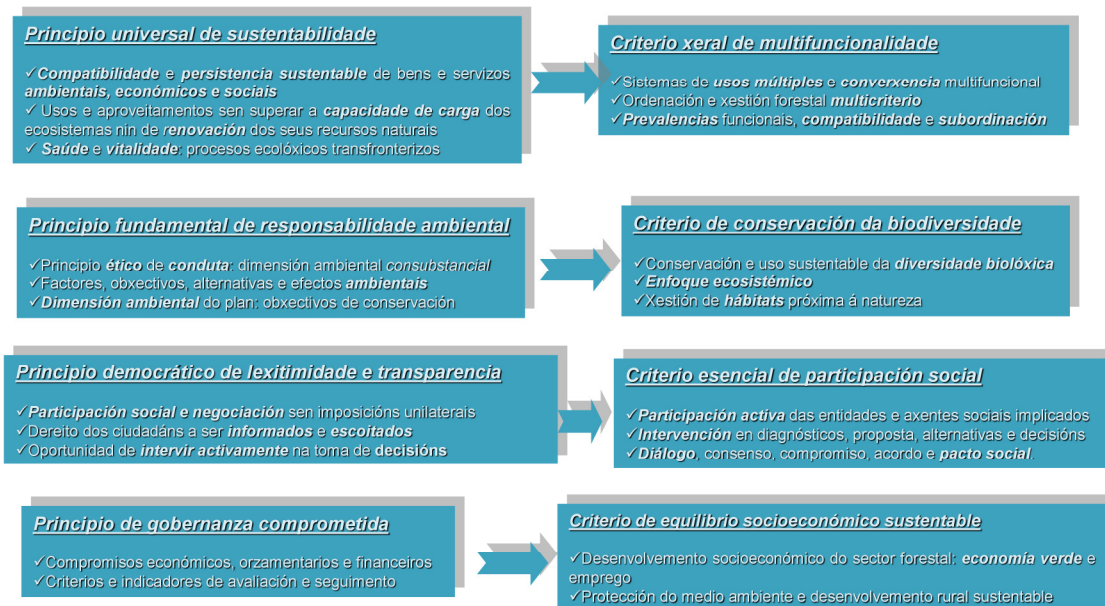 Principio universal de sustentabilidade
✓Compatibilidade e persistencia sustentable de bens e servizos
ambientais, económicos e sociais
✓ Usos e aproveitamentos sen superar a capacidade de carga dos
ecosistemas nin de renovación dos seus recursos naturais
✓ Saúde e vitalidade: procesos ecolóxicos transfronterizos
Criterio xeral de multifuncionalidade
✓Sistemas de usos múltiples e converxencia multifuncional
✓Ordenación e xestión forestal multicriterio
✓Prevalencias funcionais, compatibilidade e subordinación
Principio fundamental de responsabilidade ambiental
✓Principio ético de conduta: dimensión ambiental consubstancial
✓Factores, obxectivos, alternativas e efectos ambientais
✓Dimensión ambiental do plan: obxectivos de conservación
Criterio de conservación da biodiversidade
✓Conservación e uso sustentable da diversidade biolóxica
✓Enfoque ecosistémico
✓Xestión de hábitats próxima á natureza
Principio democrático de lexitimidade e transparencia
✓Participación social e negociación sen imposicións unilaterais
✓Dereito dos ciudadáns a ser informados e escoitados
✓Oportunidad de intervir activamente na toma de decisións
Criterio esencial de participación social
✓Participación activa das entidades e axentes sociais implicados
✓Intervención en diagnósticos, proposta, alternativas e decisións
✓Diálogo, consenso, compromiso, acordo e pacto social.
Principio de gobernanza comprometida
✓Compromisos económicos, orzamentarios e financeiros
✓Criterios e indicadores de avaliación e seguimento
Criterio de equilibrio socioeconómico sustentable
✓Desenvolvemento socioeconómico do sector forestal: economía verde e
emprego
✓Protección do medio ambiente e desenvolvemento rural sustentable